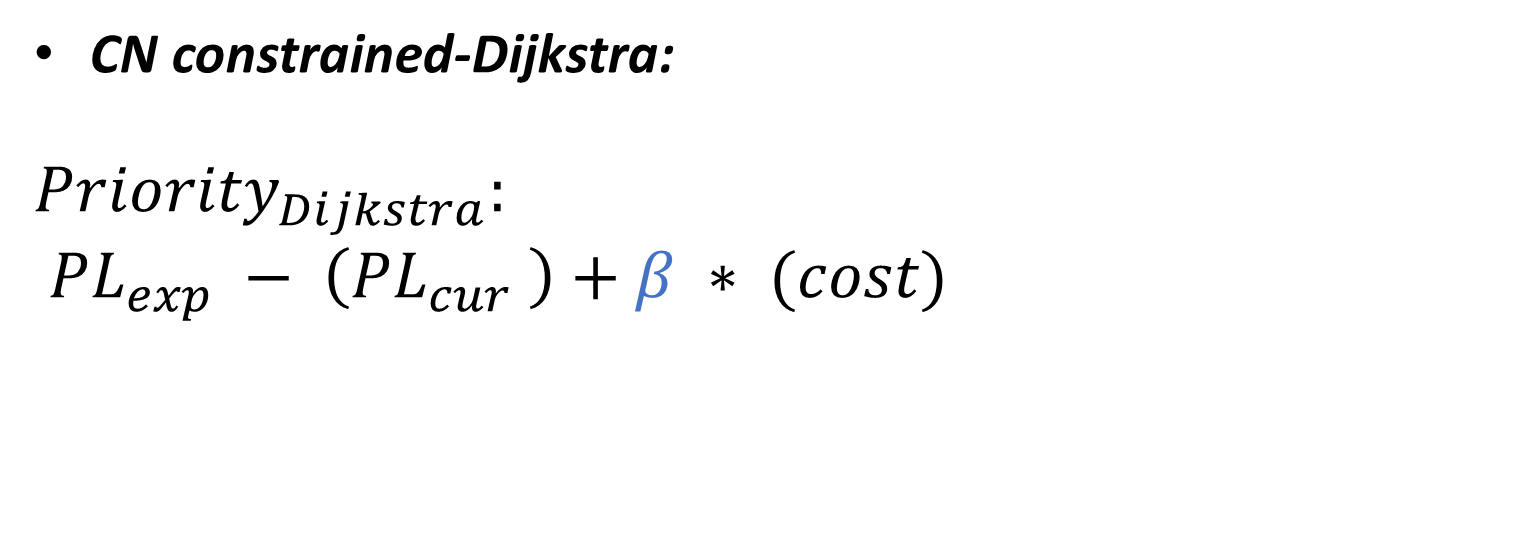 • CN constrained-Dijkstra:
Priority_Dijkstra:
PL_exp − (PL_cur ) + β * (cost)